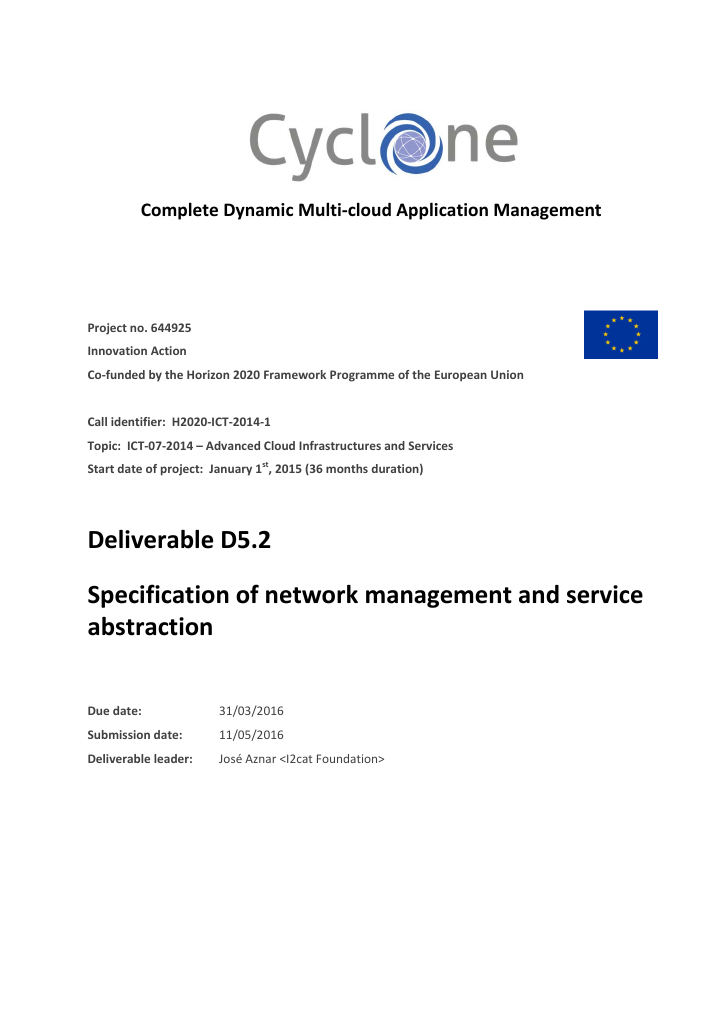 Cyclone
Complete Dynamic Multi-cloud Application Management
Project no. 644925
Innovation Action
Co-funded by the Horizon 2020 Framework Programme of the European Union
Call identifier: H2020-ICT-2014-1
Topic: ICT-07-2014 – Advanced Cloud Infrastructures and Services
Start date of project: January 1st, 2015 (36 months duration)
Deliverable D5.2
Specification of network management and service
abstraction
Due date: 31/03/2016
Submission date: 11/05/2016
Deliverable leader: José Aznar <I2cat Foundation>